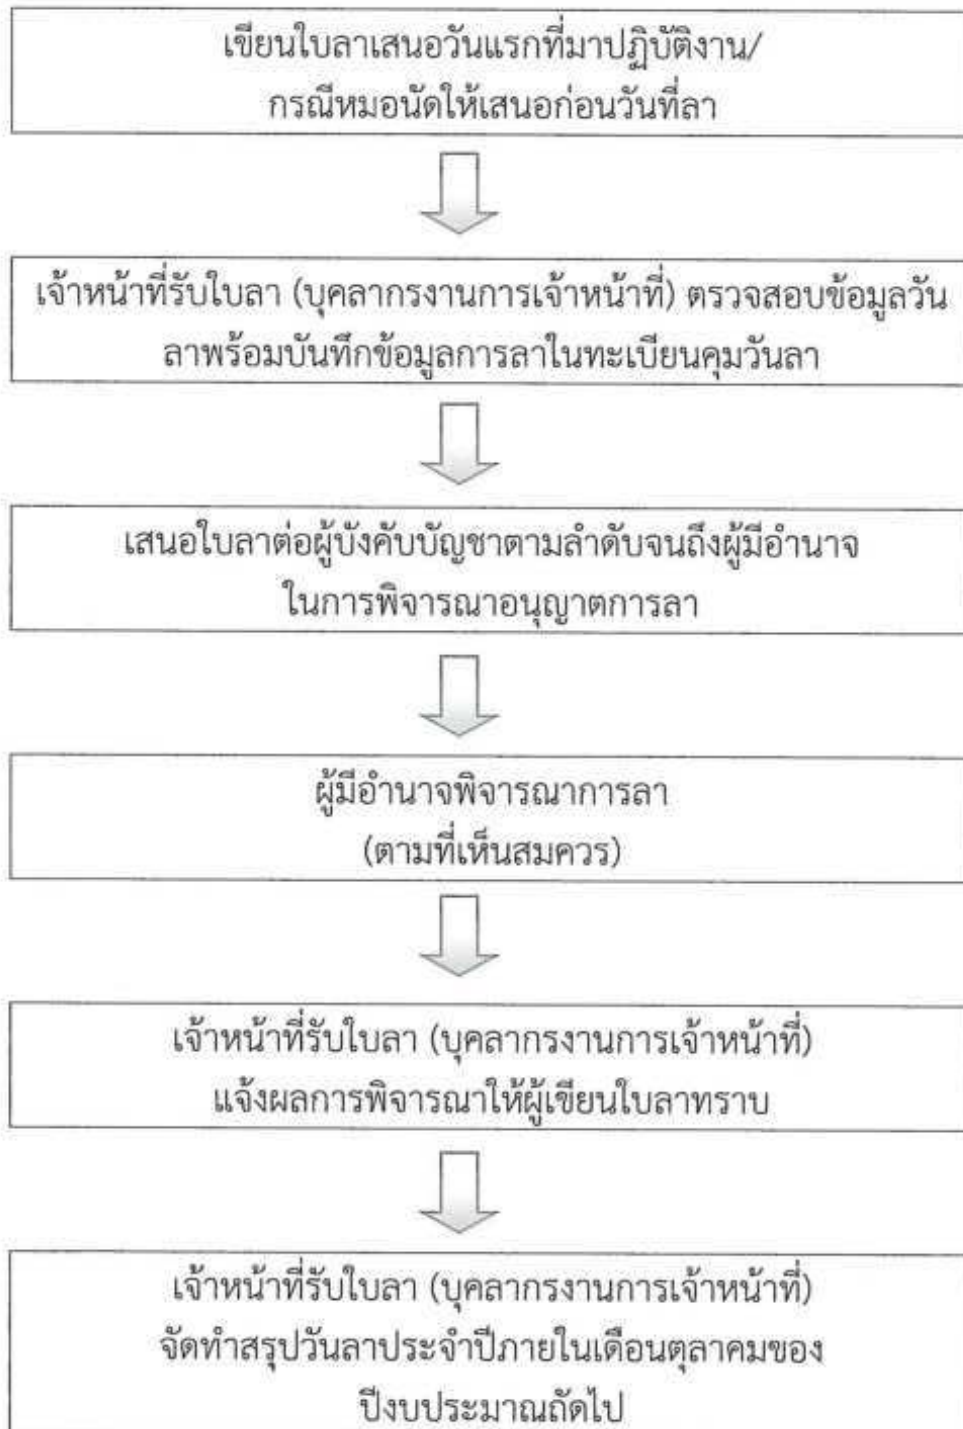 เขียนใบลาเสนอวันแรกที่มาปฏิบัติงาน/
กรณีหมอนัดให้เสนอก่อนวันที่ลา
เจ้าหน้าที่รับใบลา (บุคลากรงานการเจ้าหน้าที่) ตรวจสอบข้อมูลวัน
ลาพร้อมบันทึกข้อมูลการลาในทะเบียนคุมวันลา
เสนอใบลาต่อผู้บังคับบัญชาตามลำดับจนถึงผู้มีอำนาจ
ในการพิจารณาอนุญาตการลา
ผู้มีอำนาจพิจารณาการลา
(ตามที่เห็นสมควร)
เจ้าหน้าที่รับใบลา (บุคลากรงานการเจ้าหน้าที่)
แจ้งผลการพิจารณาให้ผู้เขียนใบลาทราบ
เจ้าหน้าที่รับใบลา (บุคลากรงานการเจ้าหน้าที่)
จัดทำสรุปวันลาประจำปีภายในเดือนตุลาคมของ
ปีงบประมาณถัดไป